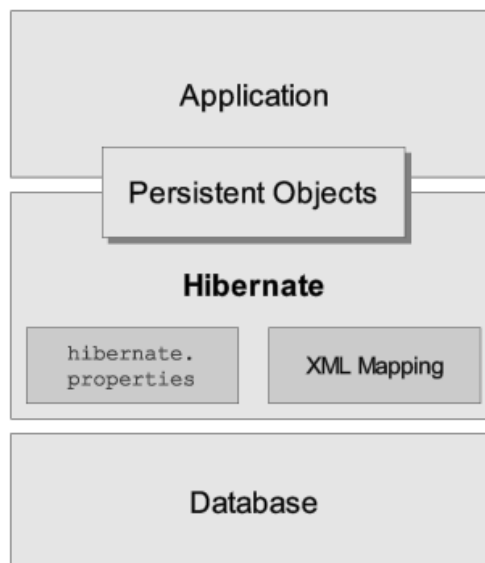 Application
Persistent Objects
Hibernate
hibernate.
properties
XML Mapping
Database